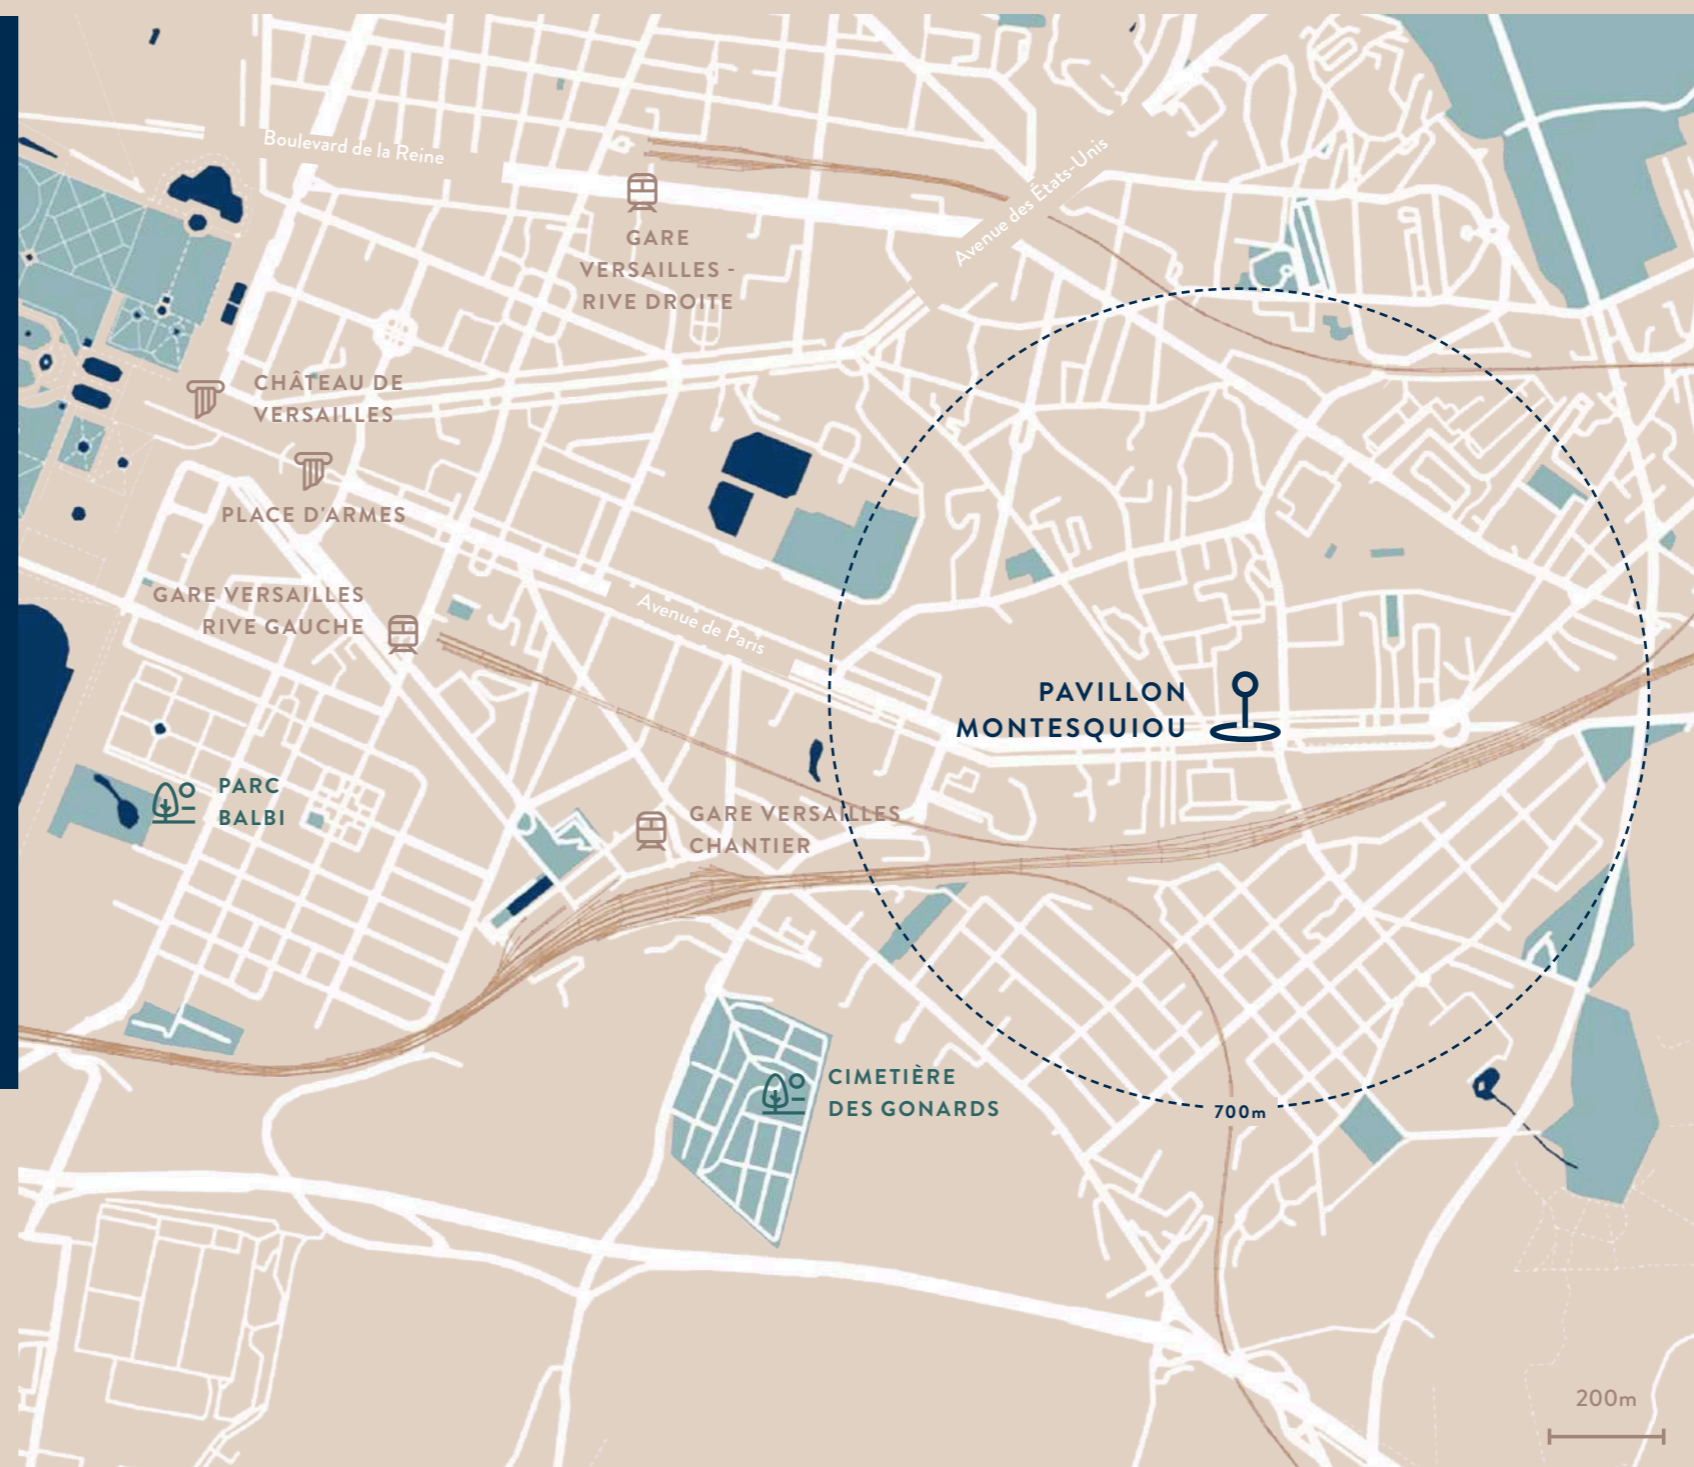 Boulevard de la Reine
Avenue des États-Unis
GARE
VERSAILLES -
RIVE DROITE
CHÂTEAU DE
VERSAILLES
PLACE D'ARMES
GARE VERSAILLES
RIVE GAUCHE
Avenue de Paris
PAVILLON
MONTESQUIOU
PARC
BALBI
GARE VERSAILLES
CHANTIER
CIMETIÈRE
DES GONARDS
700m
200m